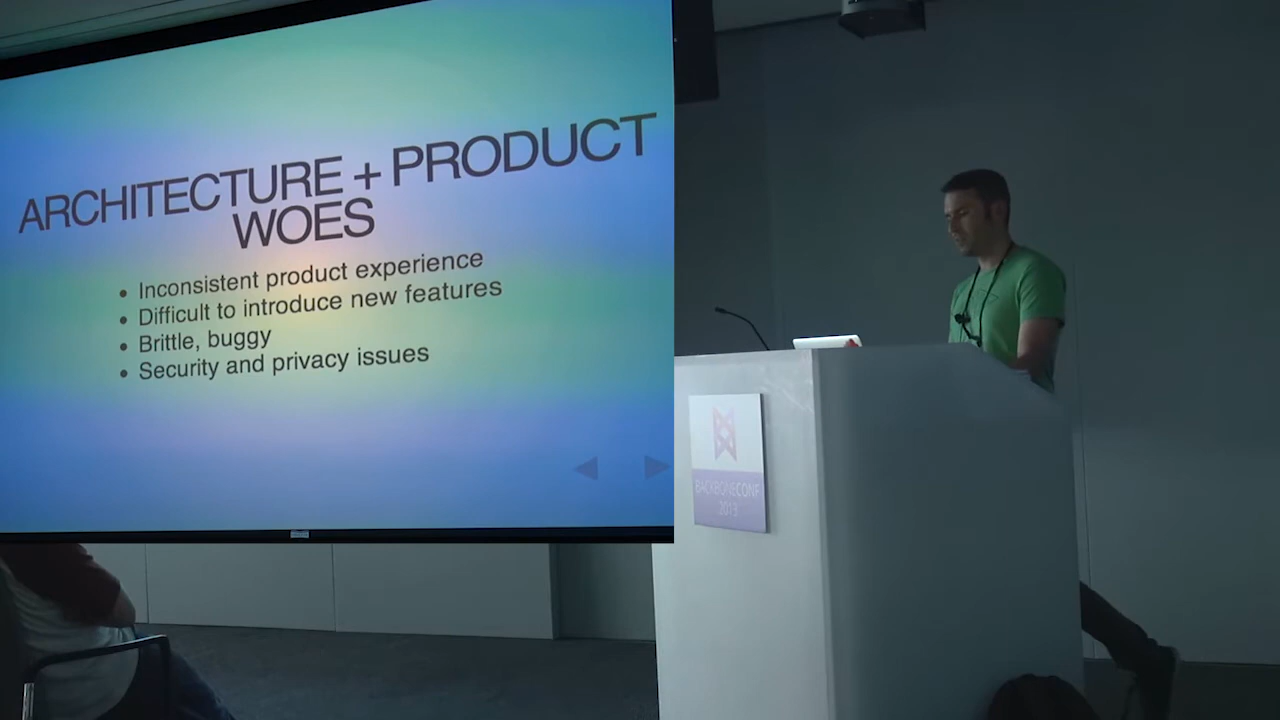 ARCHITECTURE + PRODUCT
WOES
• Inconsistent product experience
• Difficult to introduce new features
• Brittle, buggy
• Security and privacy issues
BACKBONECONF
2013